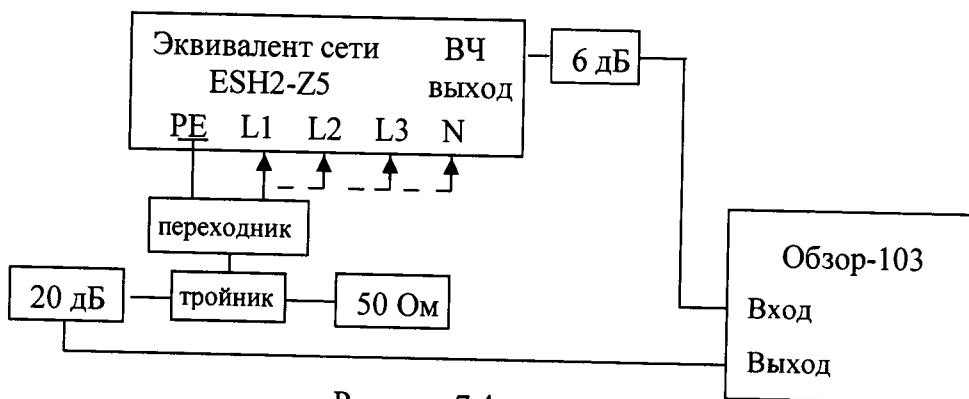 Эквивалент сети
ESH2-Z5
ВЧ
выход
6 дБ
PE L1 L2 L3 N
переходник
20 дБ
тройник
50 Ом
Обзор-103
Вход
Выход